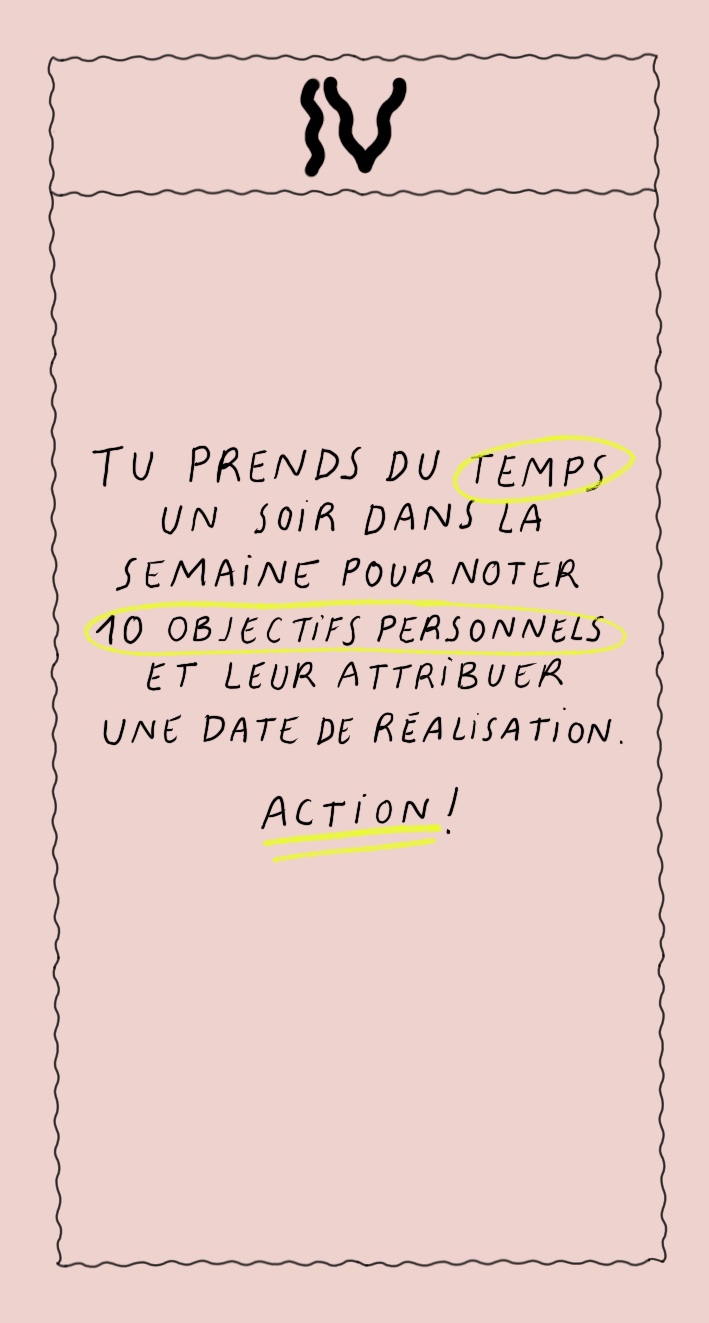 IV
TU PRENDS DU TEMPS
UN SOIR DANS LA
SEMAINE POUR NOTER
10 OBJECTIFS PERSONNELS
ET LEUR ATTRIBUER
UNE DATE DE RÉALISATION.
ACTION!